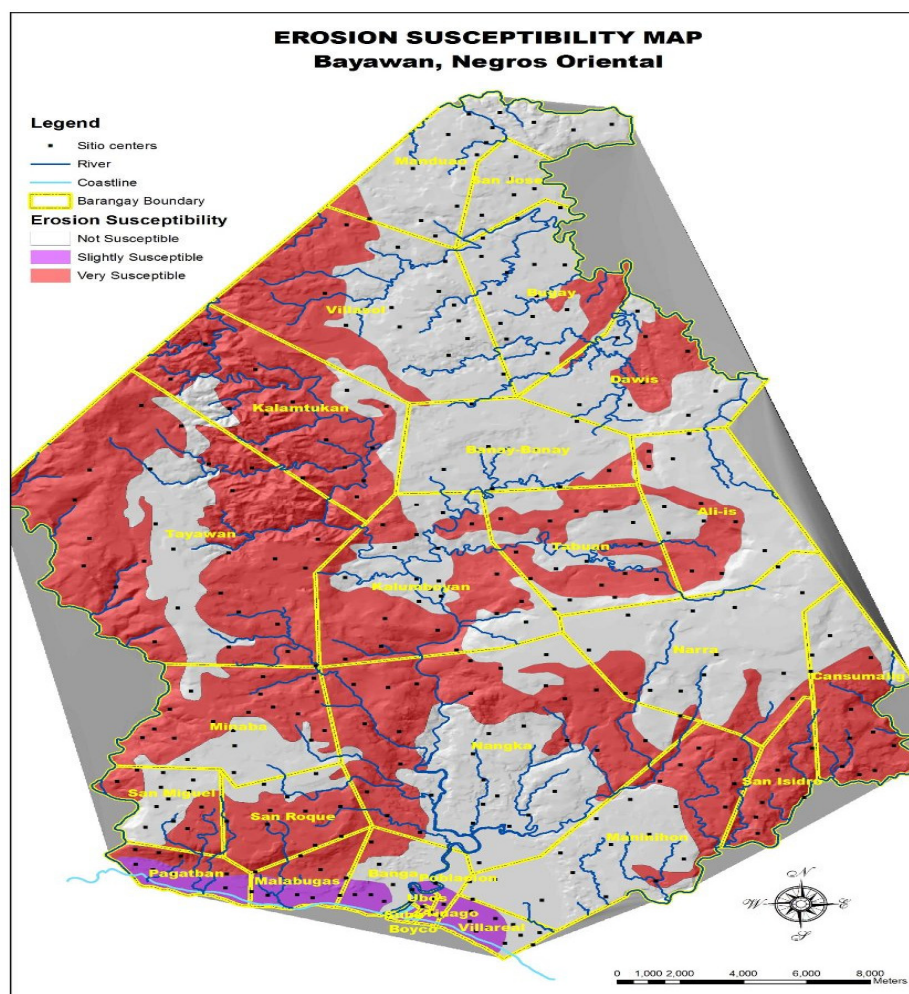 EROSION SUSCEPTIBILITY MAP
Bayawan, Negros Oriental
Legend
Sitio centers
River
Coastline
Barangay Boundary
Erosion Susceptibility
Not Susceptible
Slightly Susceptible
Very Susceptible
Manduao
San Jose
Villasol
Bugay
Dawis
Kalamtukan
Banay-Bunay
Ali-is
Tayawan
Tabuan
Kalumboyan
Narra
Cansumalig
Minaba
Nangka
San Isidro
San Miguel
San Roque
Maninihon
Pagatban
Malabugas
Banga
Poblacion
Ubos
Suba
Tinago
Boyco
Villareal
N
W
E
S
0 1,000 2,000 4,000 6,000 8,000
Meters